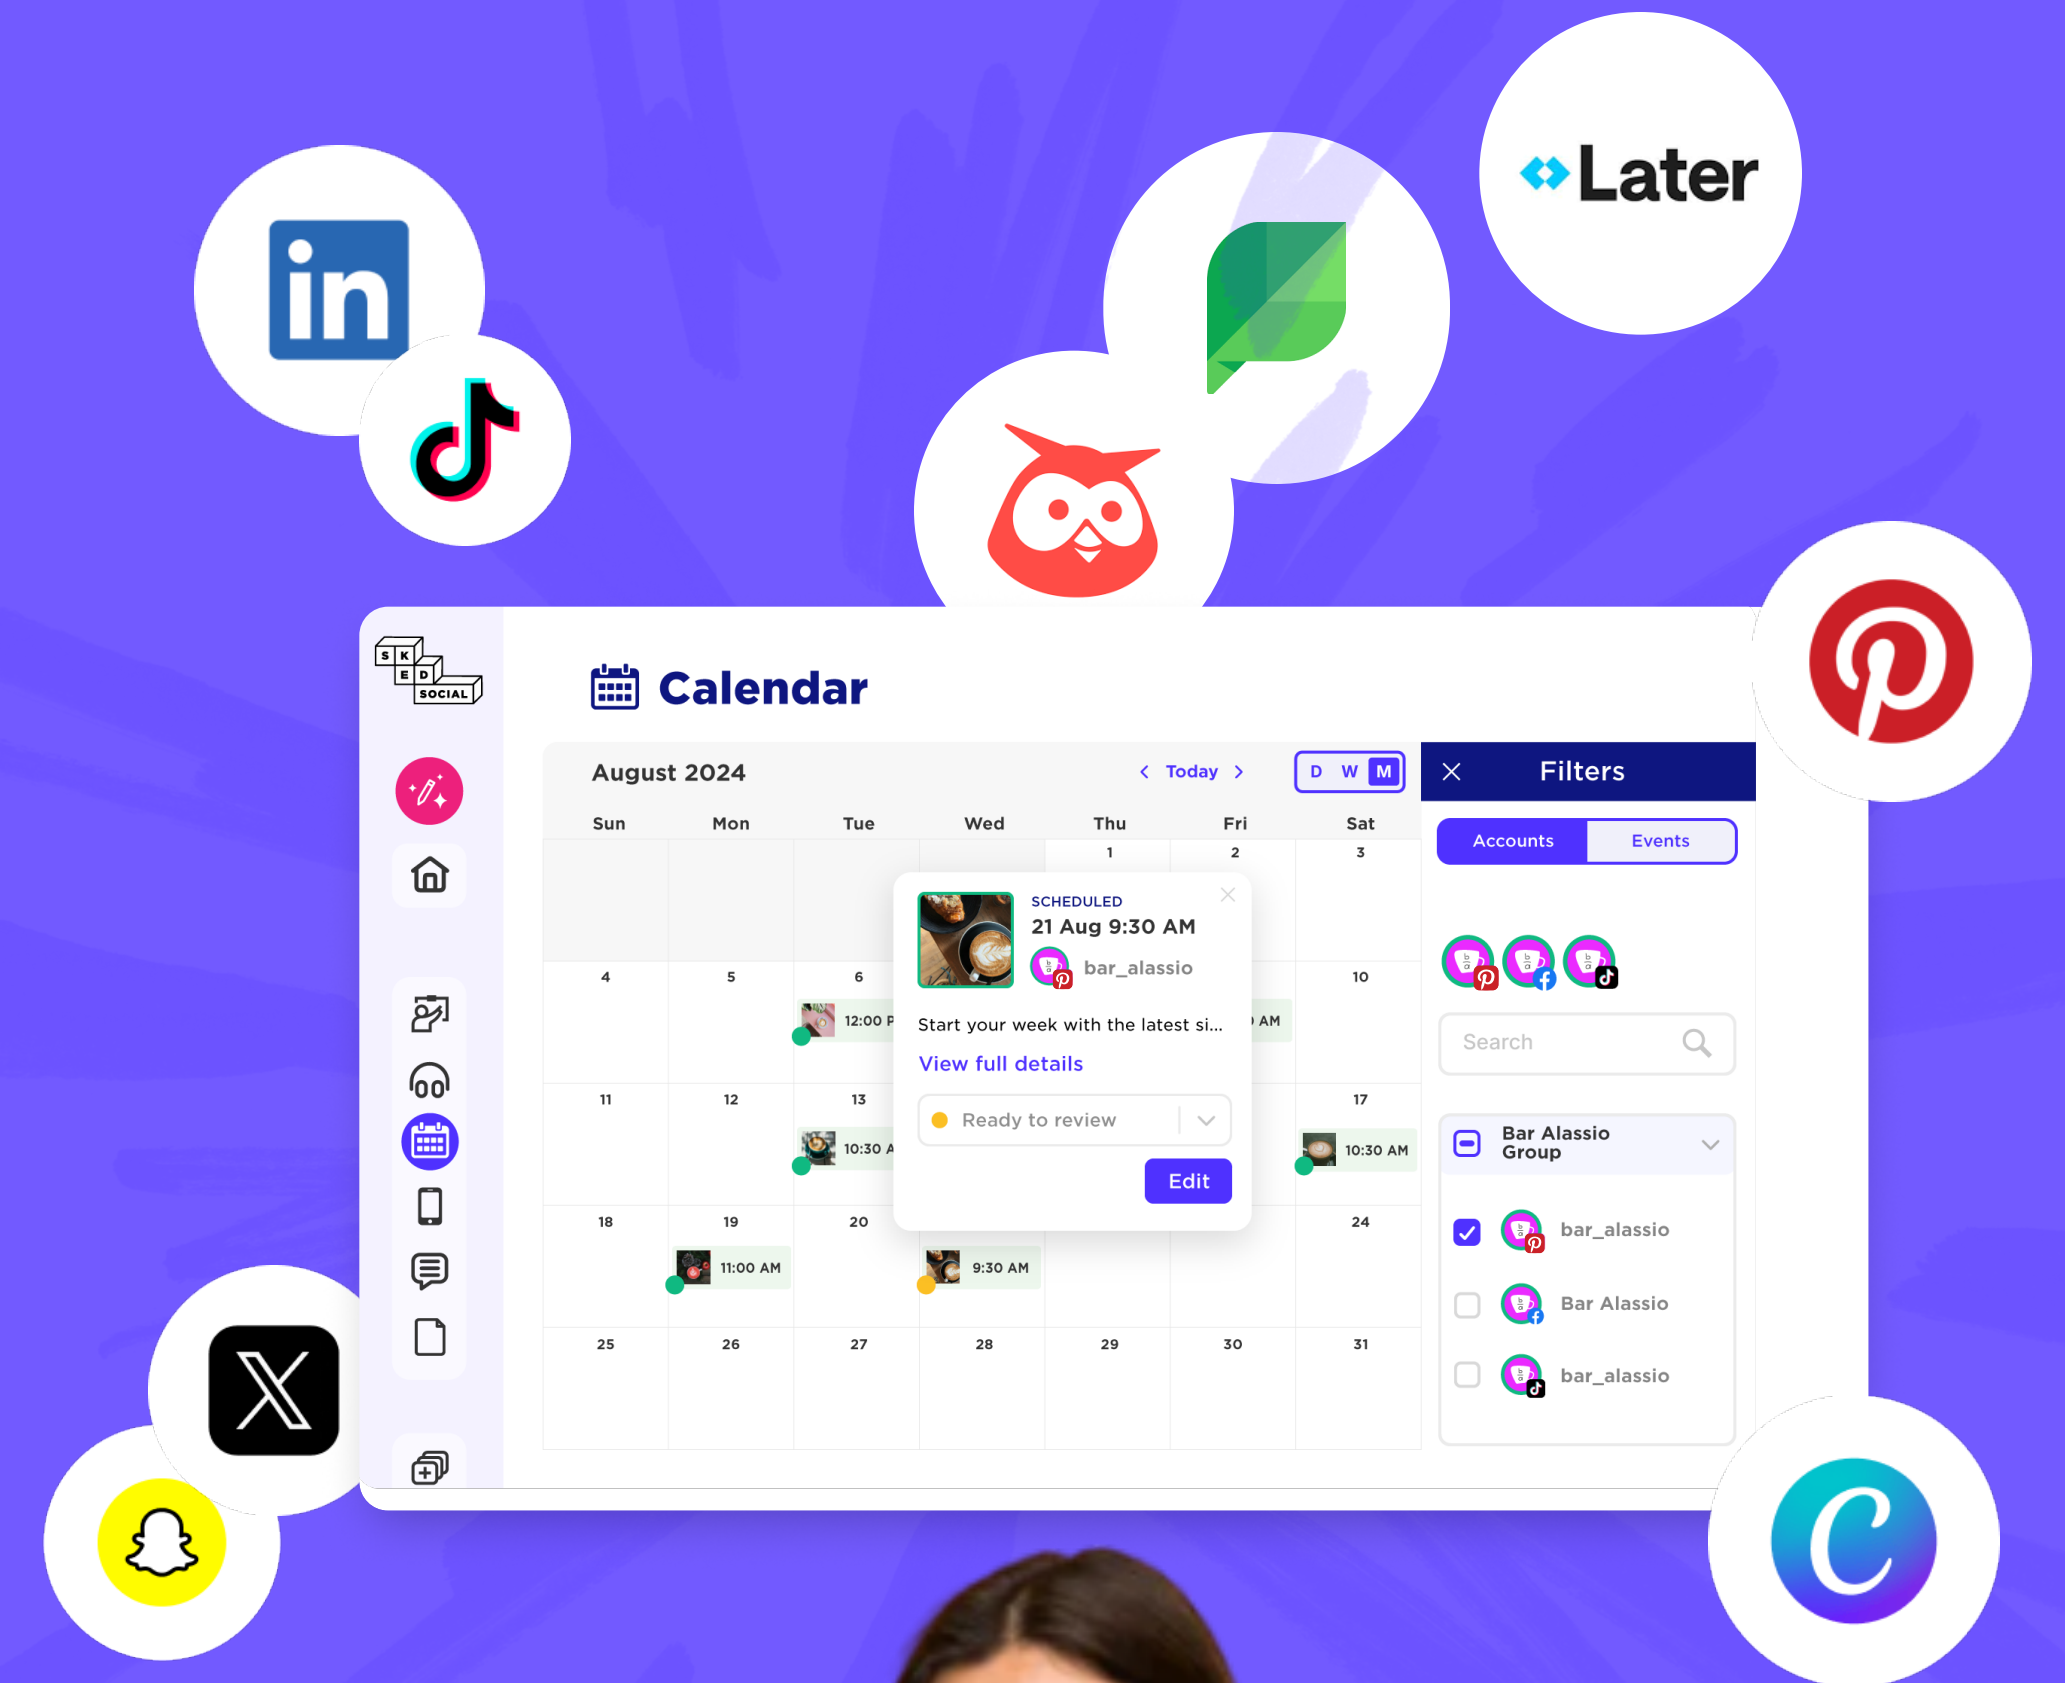 Later
in
SKED
SOCIAL
Calendar
August 2024
Today
D W M
Filters
Sun Mon Tue Wed Thu Fri Sat
Accounts Events
1 2 3
SCHEDULED
21 Aug 9:30 AM
bar_alassio
4 5 6 10
12:00 P
AM
Start your week with the latest si...
Search
View full details
11 12 13 17
Ready to review
Bar Alassio
Group
10:30 A
10:30 AM
Edit
18 19 20 24
bar_alassio
11:00 AM 9:30 AM
Bar Alassio
25 26 27 28 29 30 31
bar_alassio